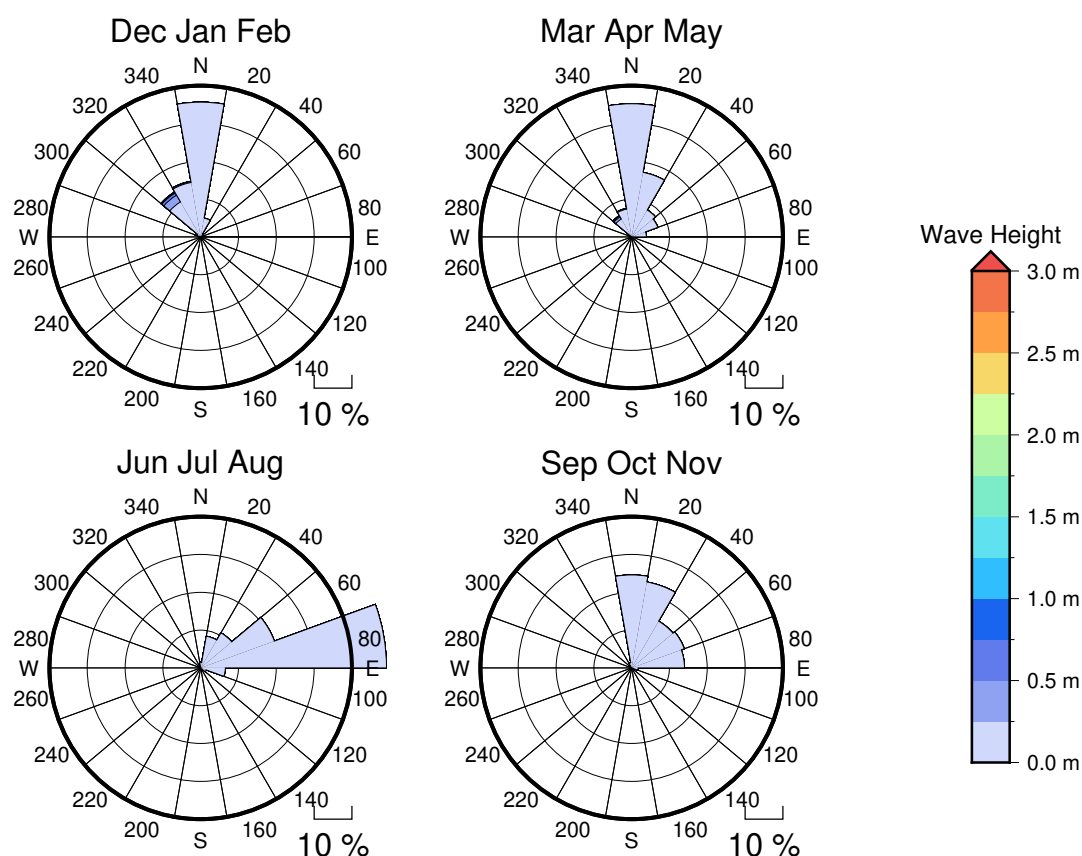 Dec Jan Feb
N
340 20
320 40
300 60
280 80
W E
260 100
240 120
220 140
200 160
S
10 %
Mar Apr May
N
340 20
320 40
300 60
280 80
W E
260 100
240 120
220 140
200 160
S
10 %
Jun Jul Aug
N
340 20
320 40
300 60
280 80
W E
260 100
240 120
220 140
200 160
S
10 %
Sep Oct Nov
N
340 20
320 40
300 60
280 80
W E
260 100
240 120
220 140
200 160
S
10 %
Wave Height
3.0 m
2.5 m
2.0 m
1.5 m
1.0 m
0.5 m
0.0 m